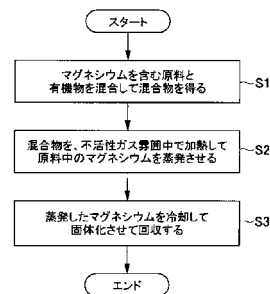 スタート
マグネシウムを含む原料と
有機物を混合して混合物を得る
S1
混合物を、不活性ガス雰囲中で加熱して
原料中のマグネシウムを蒸発させる
S2
蒸発したマグネシウムを冷却して
固体化させて回収する
S3
エンド